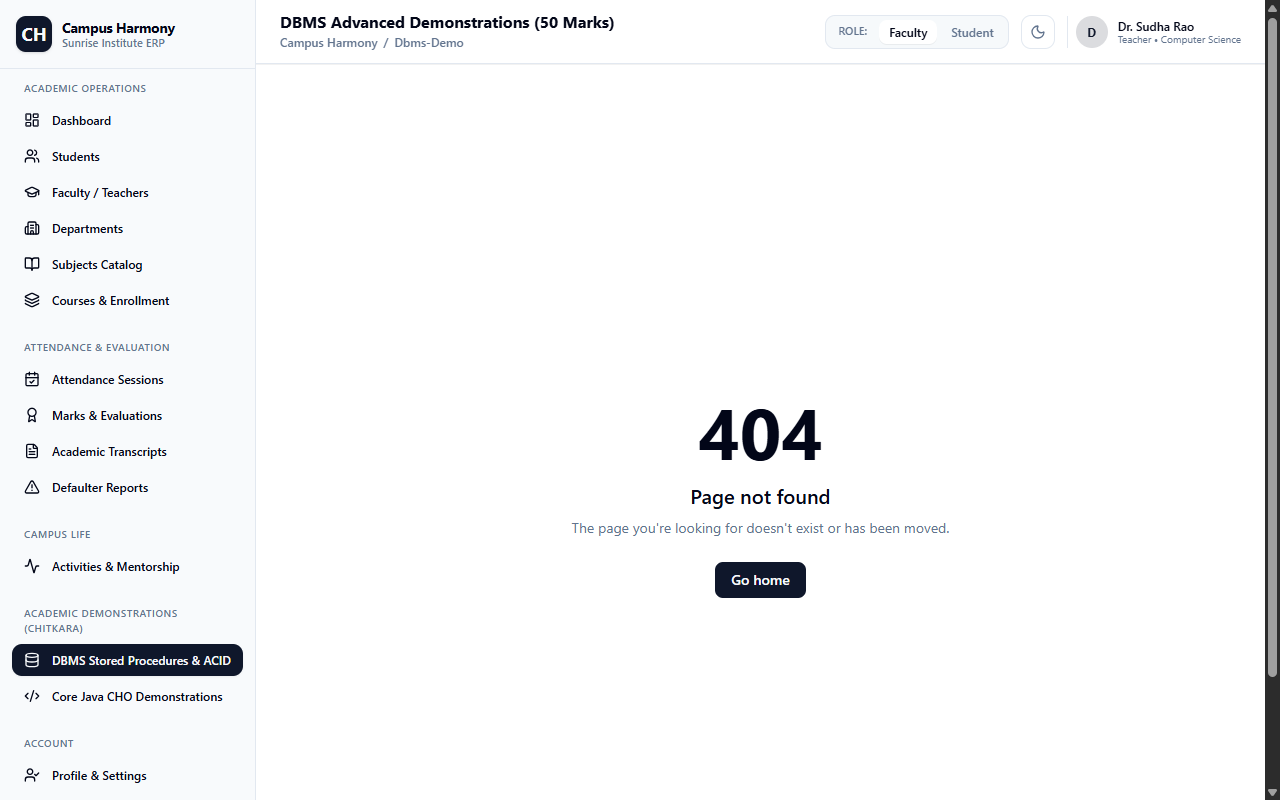 CH
Campus Harmony
Sunrise Institute ERP
ACADEMIC OPERATIONS
Dashboard
Students
Faculty / Teachers
Departments
Subjects Catalog
Courses & Enrollment
ATTENDANCE & EVALUATION
Attendance Sessions
Marks & Evaluations
Academic Transcripts
Defaulter Reports
CAMPUS LIFE
Activities & Mentorship
ACADEMIC DEMONSTRATIONS
(CHITKARA)
DBMS Stored Procedures & ACID
Core Java CHO Demonstrations
ACCOUNT
Profile & Settings
DBMS Advanced Demonstrations (50 Marks)
Campus Harmony / Dbms-Demo
ROLE: Faculty Student
D
Dr. Sudha Rao
Teacher • Computer Science
404
Page not found
The page you're looking for doesn't exist or has been moved.
Go home